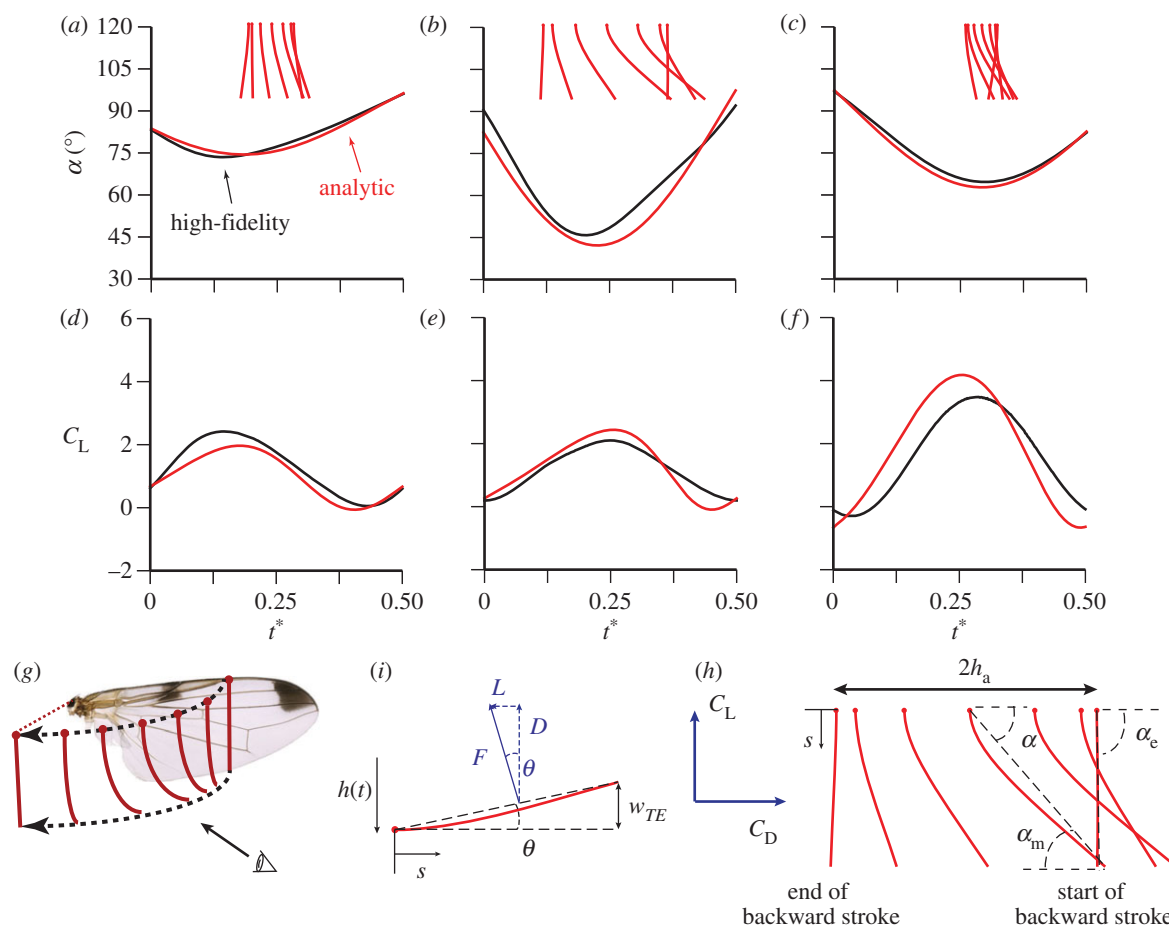 (a)
(b)
(c)
120
105
90
75
60
45
30
α (°)
analytic
high-fidelity
(d)
(e)
(f)
6
4
2
0
–2
C_L
0 0.25 0.50
0 0.25 0.50
0 0.25 0.50
t*
t*
t*
(g)
(i)
L
D
F
θ
h(t)
w_TE
θ
s
(h)
2h_a
C_L
C_D
s
α
α_e
α_m
end of
backward stroke
start of
backward stroke